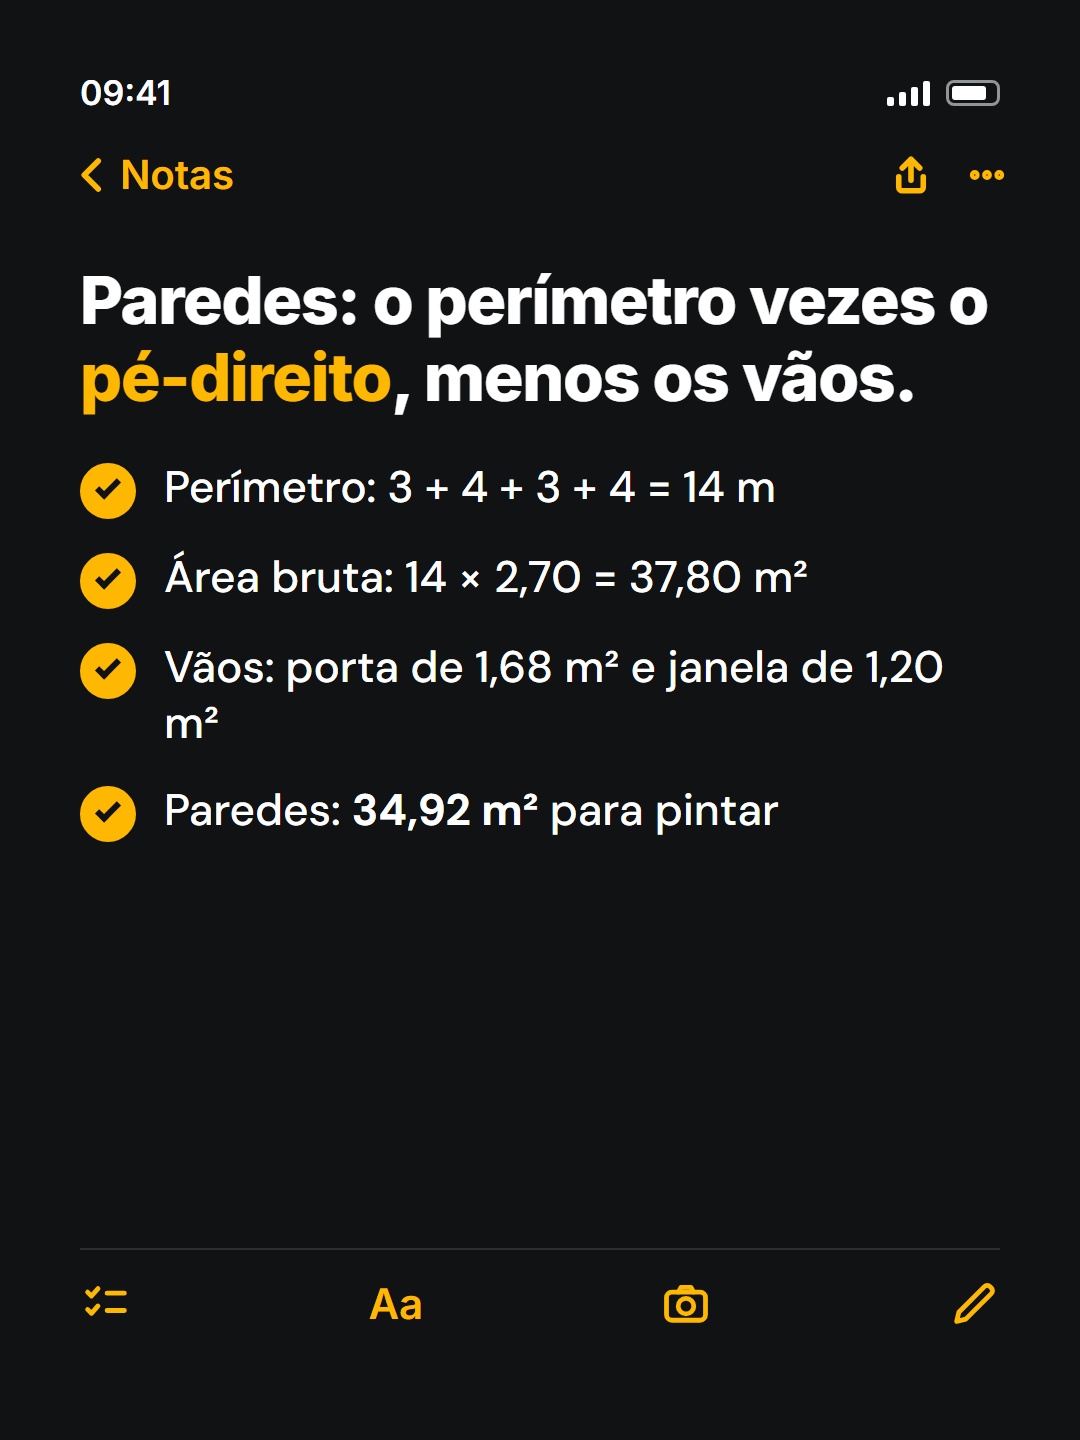 09:41
Notas
Paredes: o perímetro vezes o
pé-direito, menos os vãos.
Perímetro: 3 + 4 + 3 + 4 = 14 m
Área bruta: 14 × 2,70 = 37,80 m²
Vãos: porta de 1,68 m² e janela de 1,20
m²
Paredes: 34,92 m² para pintar
Aa